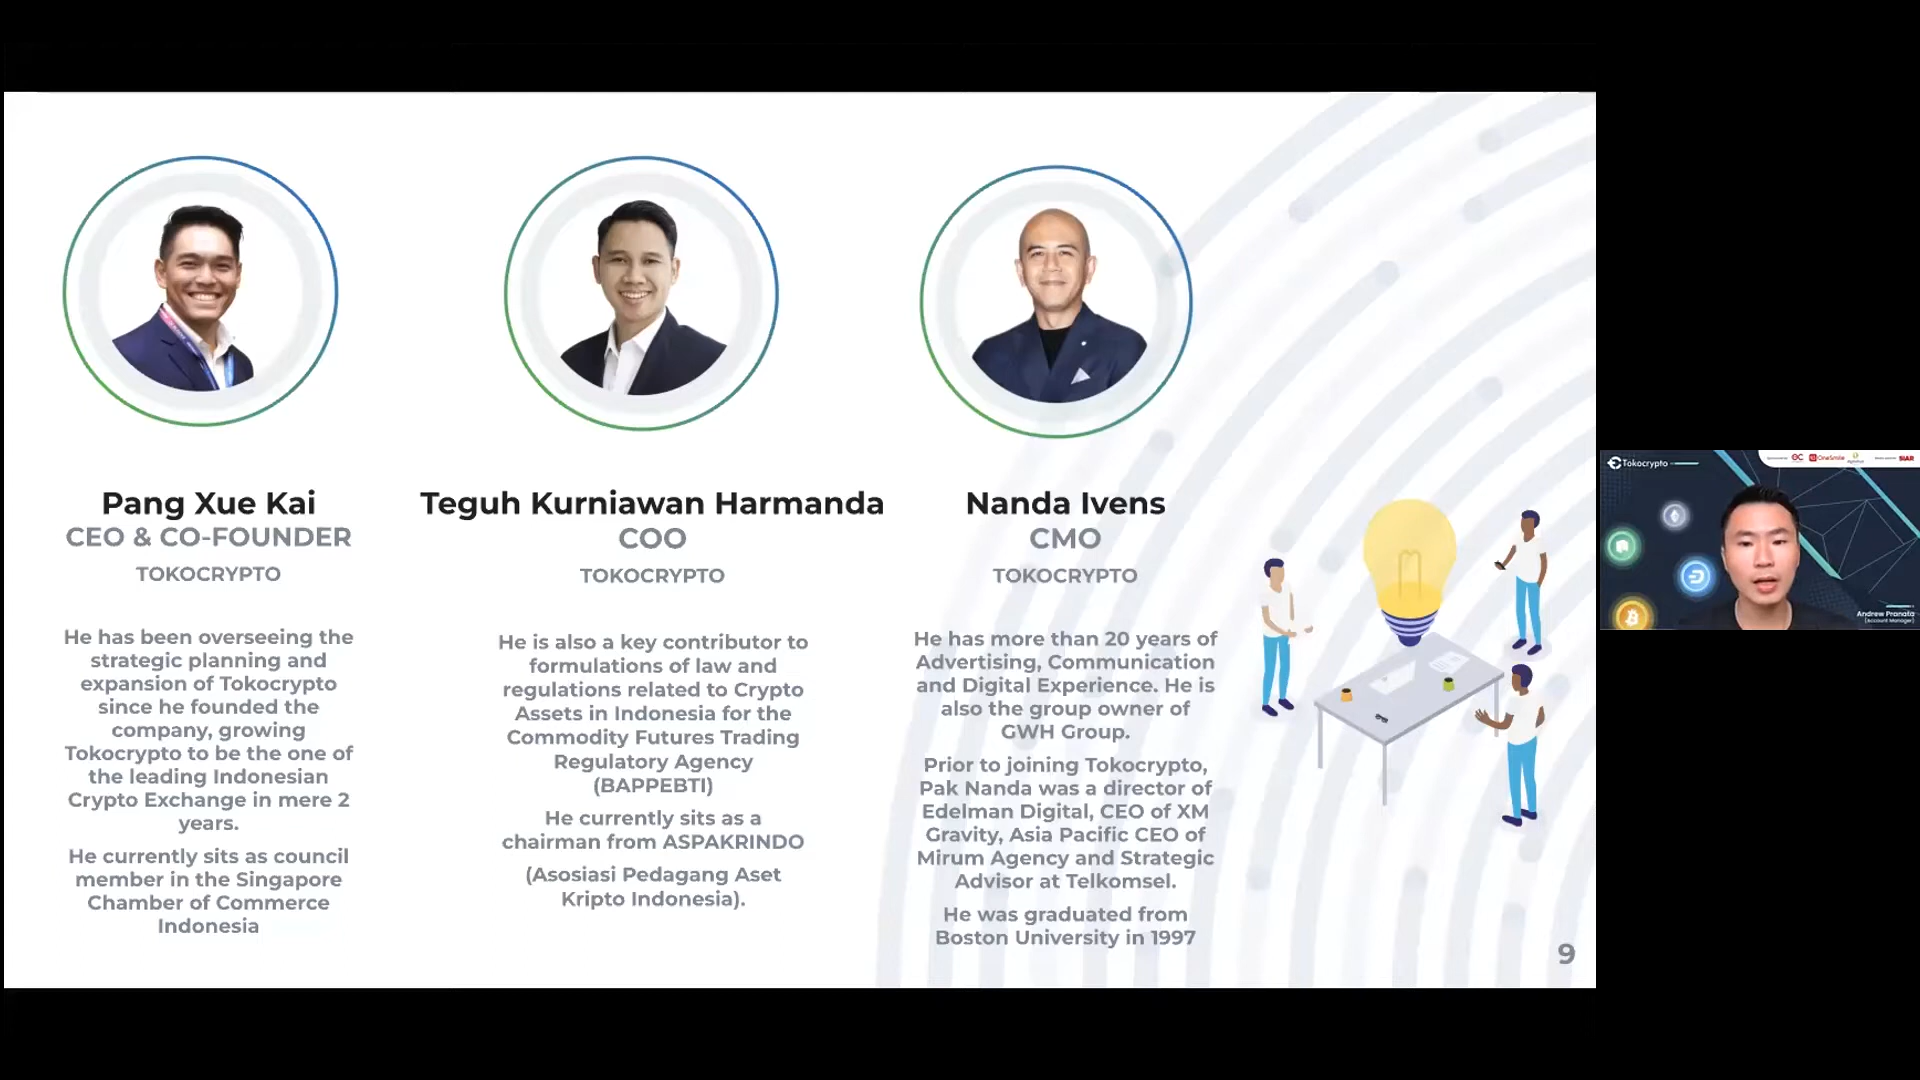 Pang Xue Kai
CEO & CO-FOUNDER
TOKOCRYPTO
He has been overseeing the
strategic planning and
expansion of Tokocrypto
since he founded the
company, growing
Tokocrypto to be the one of
the leading Indonesian
Crypto Exchange in mere 2
years.
He currently sits as council
member in the Singapore
Chamber of Commerce
Indonesia
Teguh Kurniawan Harmanda
COO
TOKOCRYPTO
He is also a key contributor to
formulations of law and
regulations related to Crypto
Assets in Indonesia for the
Commodity Futures Trading
Regulatory Agency
(BAPPEBTI)
He currently sits as a
chairman from ASPAKRINDO
(Asosiasi Pedagang Aset
Kripto Indonesia).
Nanda Ivens
CMO
TOKOCRYPTO
He has more than 20 years of
Advertising, Communication
and Digital Experience. He is
also the group owner of
GWH Group.
Prior to joining Tokocrypto,
Pak Nanda was a director of
Edelman Digital, CEO of XM
Gravity, Asia Pacific CEO of
Mirum Agency and Strategic
Advisor at Telkomsel.
He was graduated from
Boston University in 1997
9
Tokocrypto
OneSmile
SIAR
Andrew Pranata
(Account Manager)